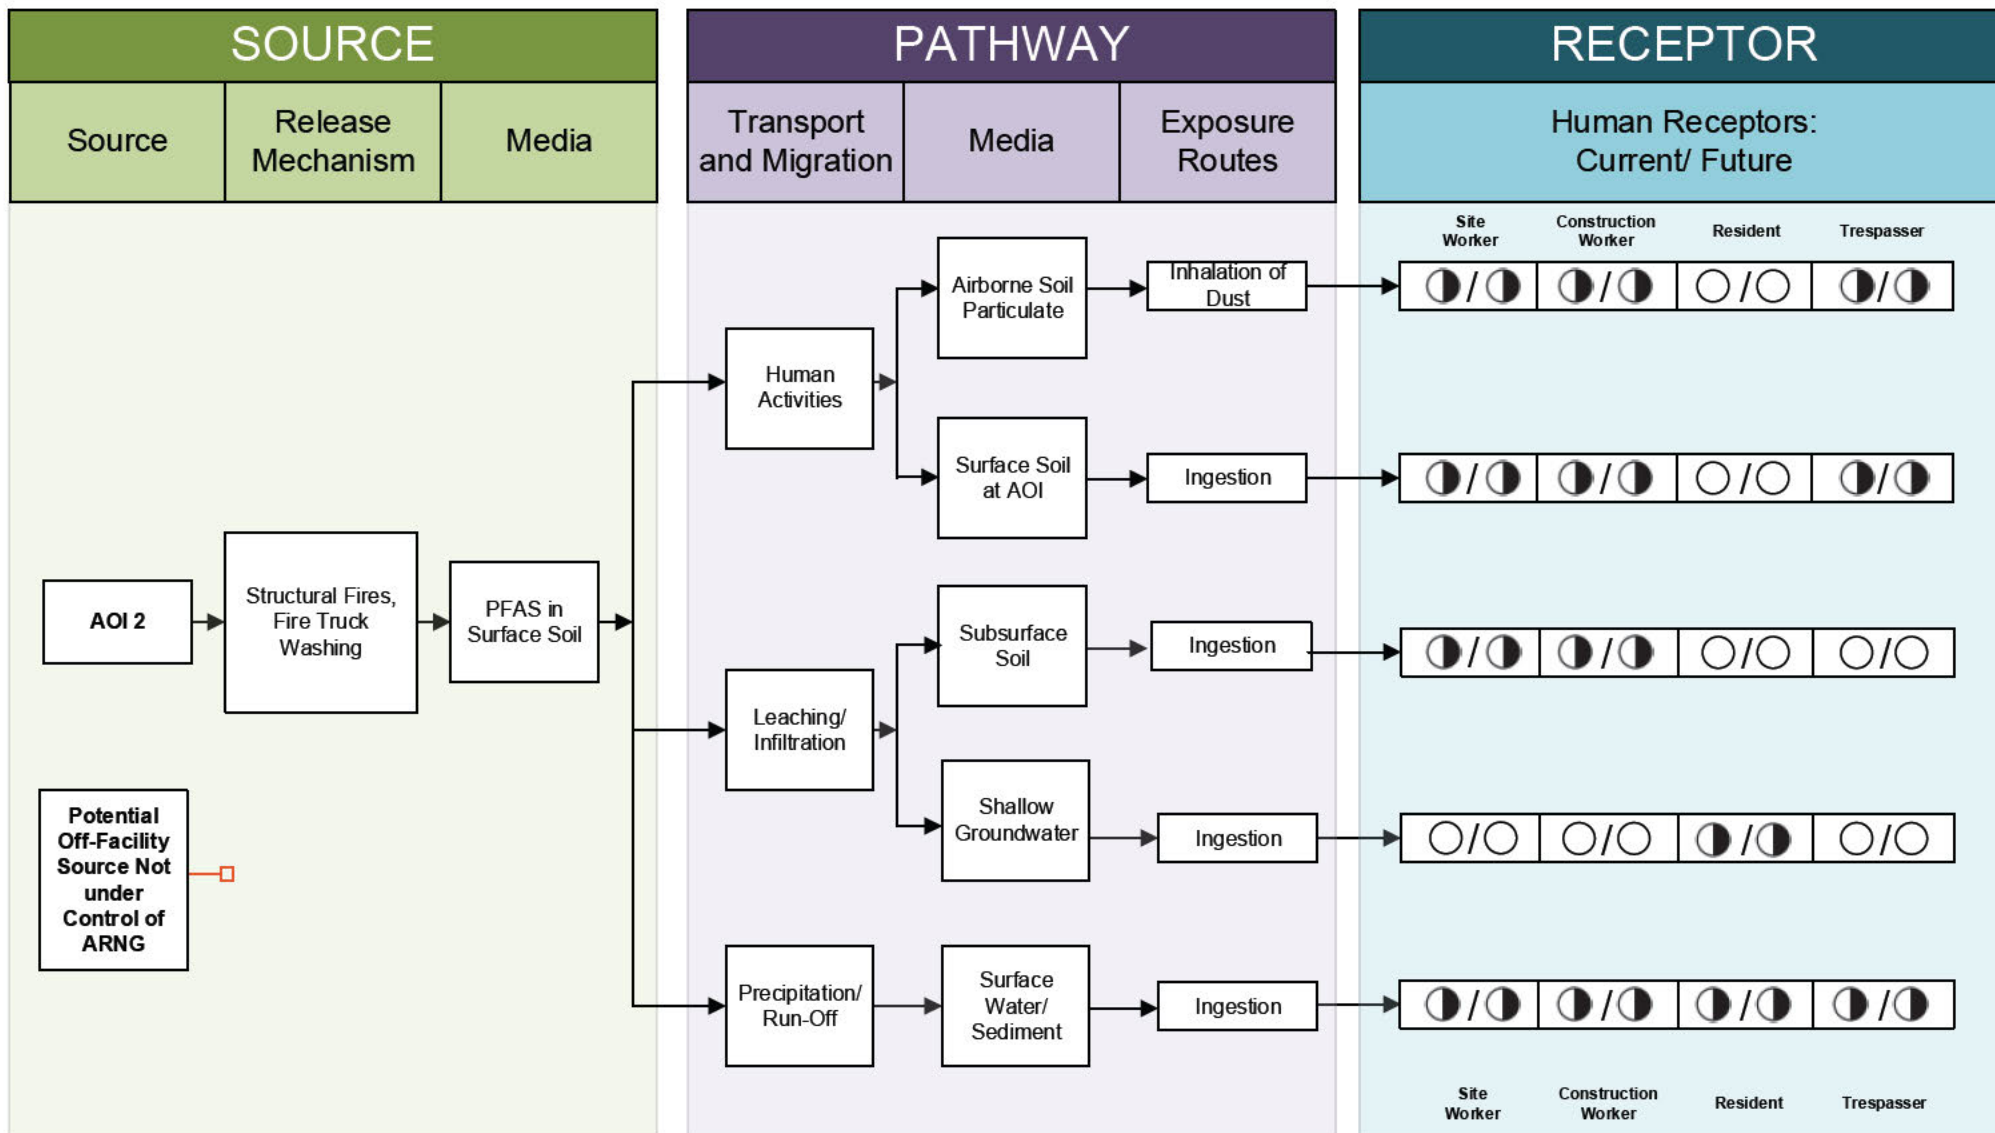 SOURCE
PATHWAY
RECEPTOR
Source
Release
Mechanism
Media
Transport
and Migration
Media
Exposure
Routes
Human Receptors:
Current/ Future
Site
Worker
Construction
Worker
Resident
Trespasser
Airborne Soil
Particulate
Inhalation of
Dust
/
/
/
/
Human
Activities
Surface Soil
at AOI
Ingestion
/
/
/
/
AOI 2
Structural Fires,
Fire Truck
Washing
PFAS in
Surface Soil
Subsurface
Soil
Ingestion
/
/
/
/
Leaching/
Infiltration
Shallow
Groundwater
Ingestion
/
/
/
/
Potential
Off-Facility
Source Not
under
Control of
ARNG
Precipitation/
Run-Off
Surface
Water/
Sediment
Ingestion
/
/
/
/
Site
Worker
Construction
Worker
Resident
Trespasser